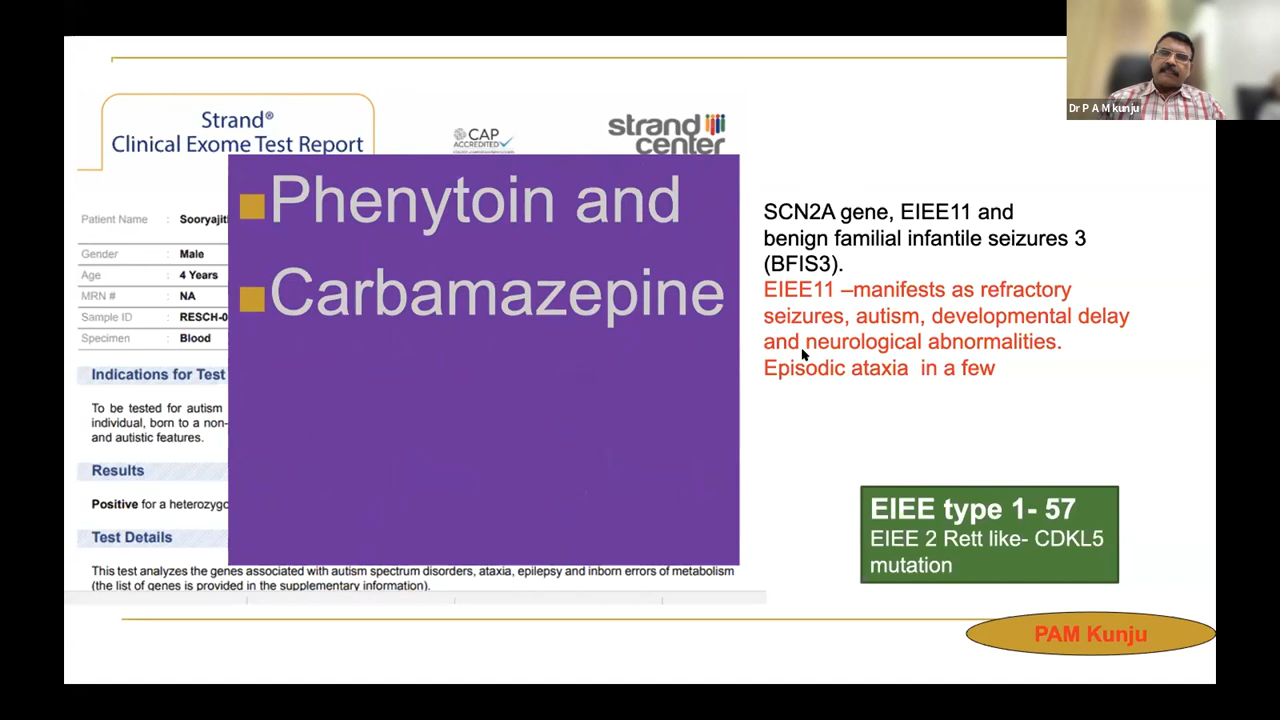 Dr P A M kunju
Strand®
Clinical Exome Test Report
CAP
ACCREDITED
strand
center
Phenytoin and
Carbamazepine
Patient Name :
Gender : Male
Age : 4 Years
MRN # : NA
Sample ID : RESCH-0
Specimen : Blood
Indications for Test
To be tested for autism
individual, born to a non-
and autistic features.
Results
Positive for a heterozygo
Test Details
This test analyzes the genes associated with autism spectrum disorders, ataxia, epilepsy and inborn errors of metabolism
(the list of genes is provided in the supplementary information).
SCN2A gene, EIEE11 and
benign familial infantile seizures 3
(BFIS3).
EIEE11 –manifests as refractory
seizures, autism, developmental delay
and neurological abnormalities.
Episodic ataxia in a few
EIEE type 1- 57
EIEE 2 Rett like- CDKL5
mutation
PAM Kunju